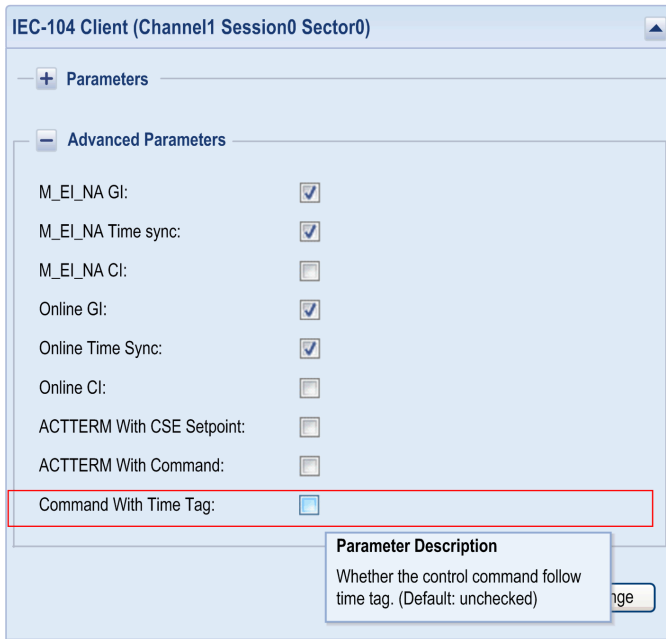 IEC-104 Client (Channel1 Session0 Sector0)
Parameters
Advanced Parameters
M_EI_NA GI:
M_EI_NA Time sync:
M_EI_NA CI:
Online GI:
Online Time Sync:
Online CI:
ACTTERM With CSE Setpoint:
ACTTERM With Command:
Command With Time Tag:
Parameter Description
Whether the control command follow
time tag. (Default: unchecked)